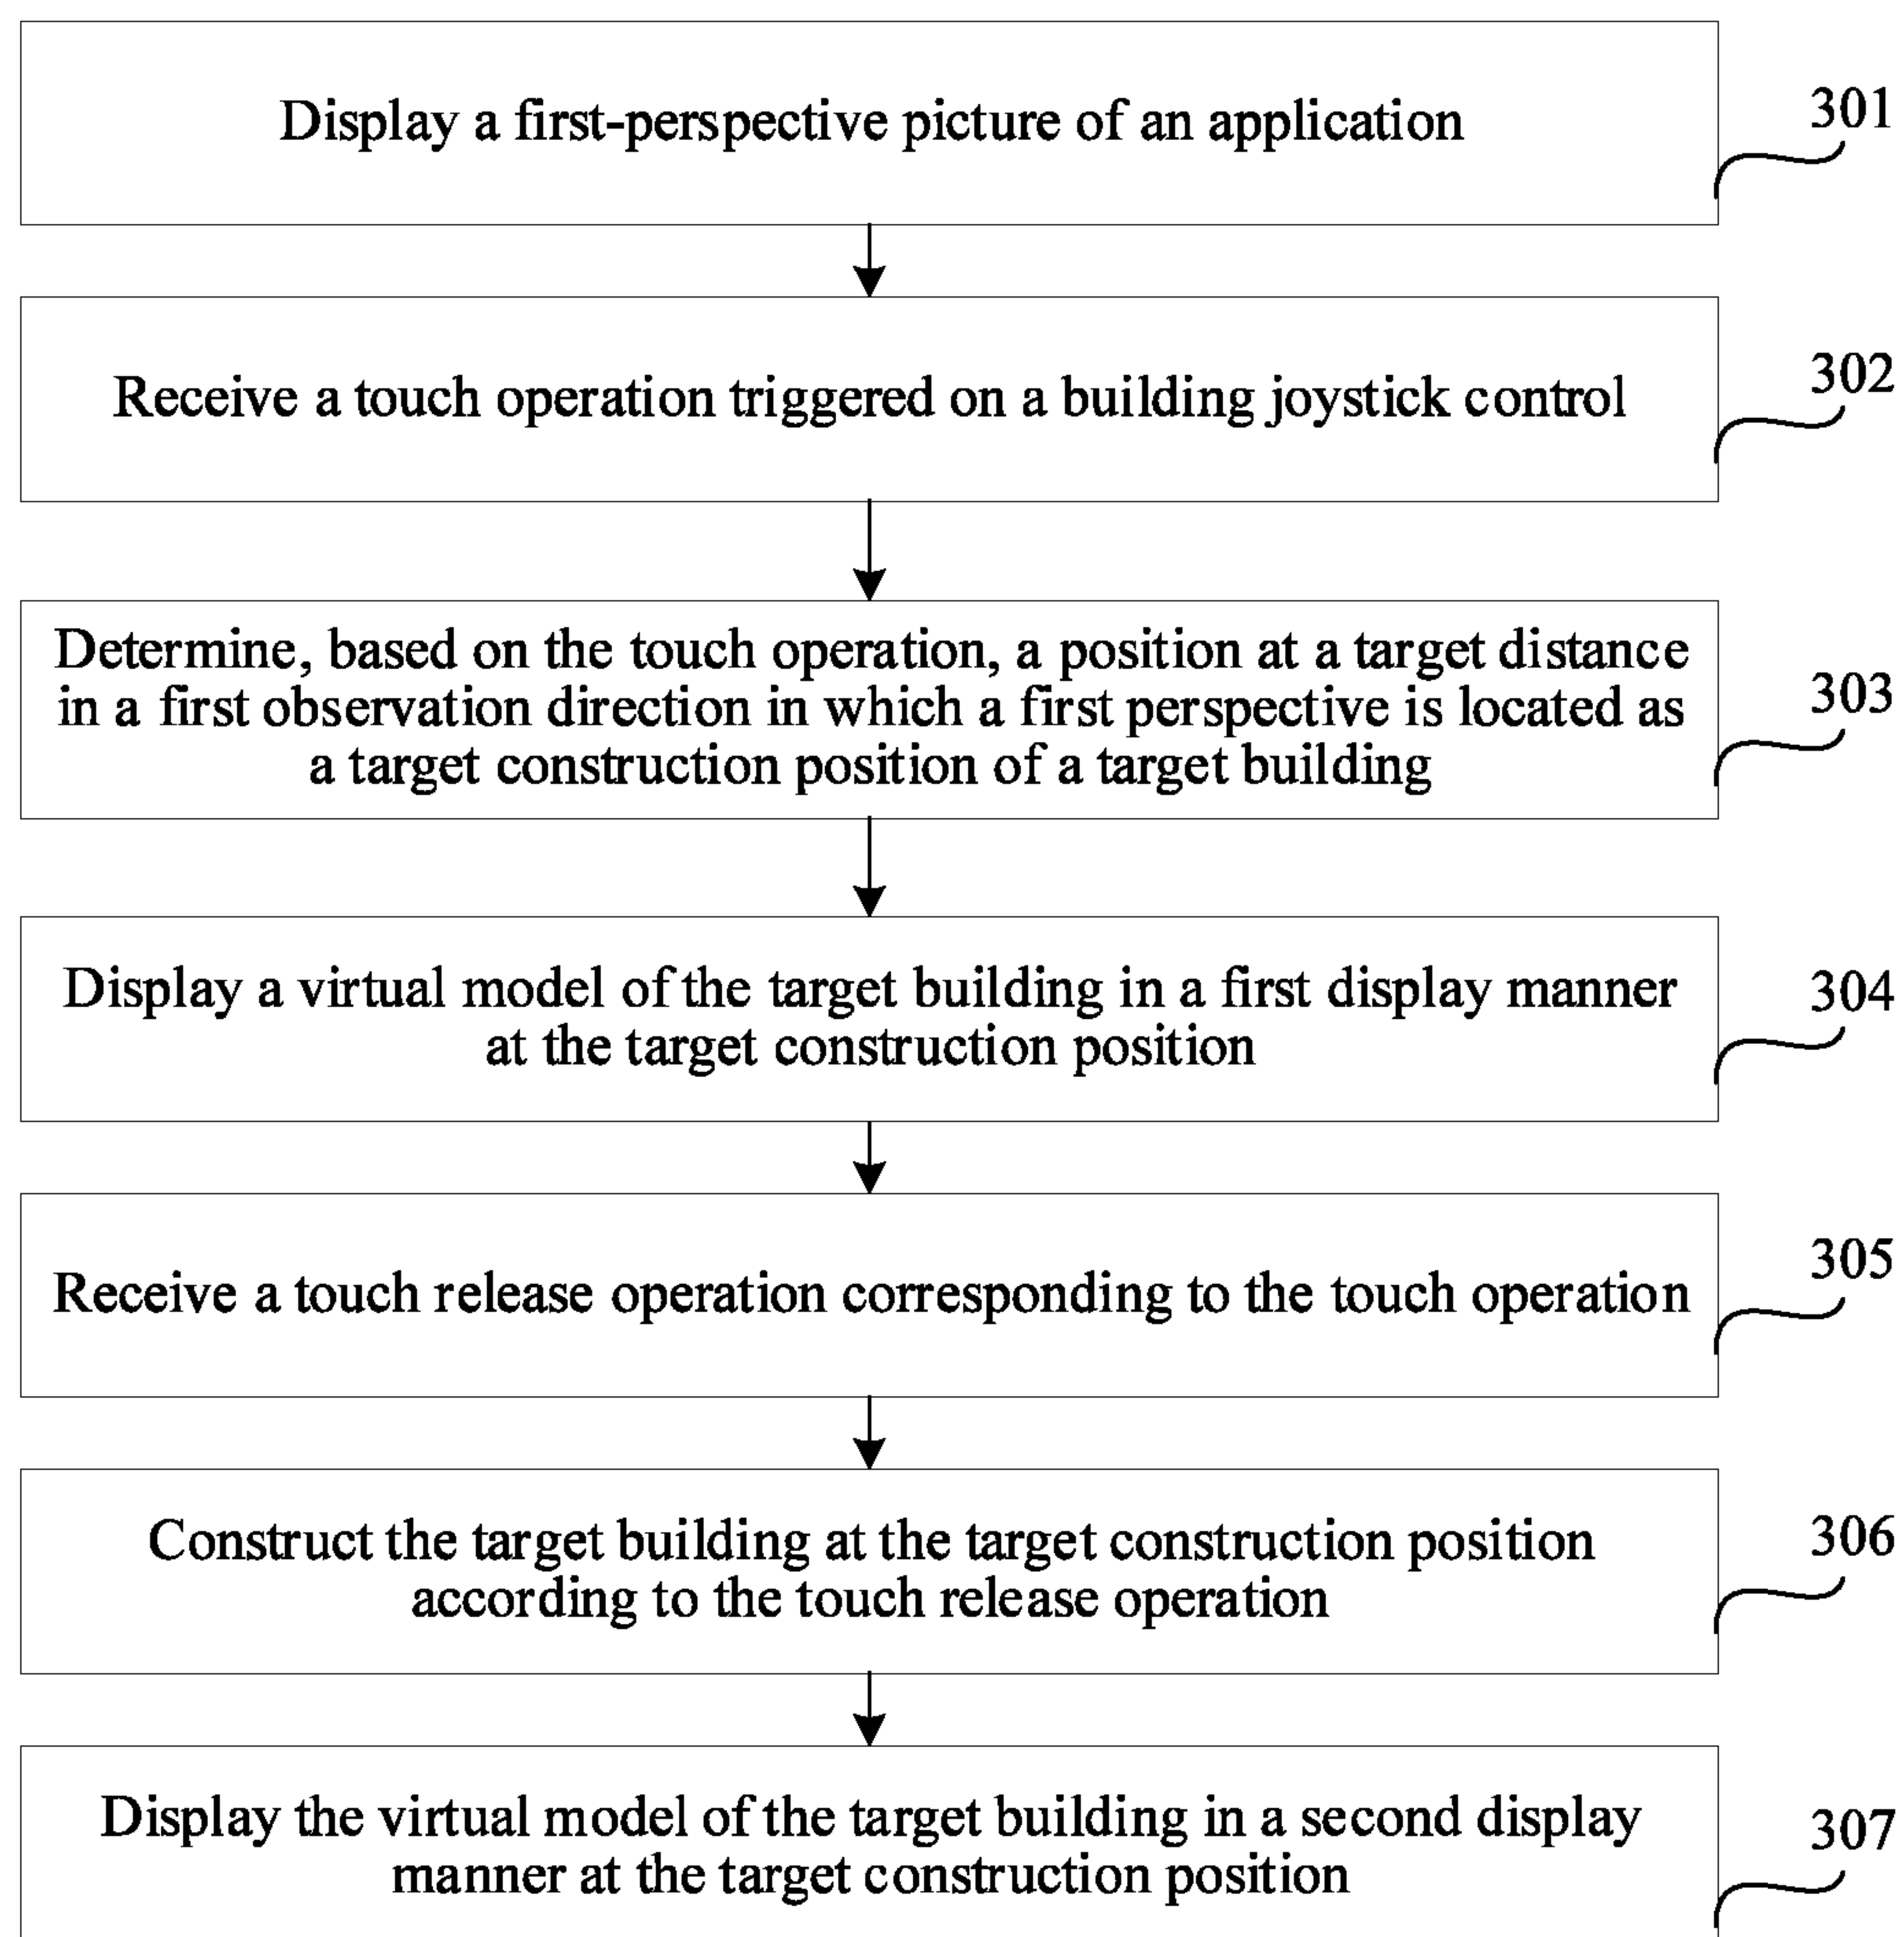 Display a first-perspective picture of an application
301
Receive a touch operation triggered on a building joystick control
302
Determine, based on the touch operation, a position at a target distance
in a first observation direction in which a first perspective is located as
a target construction position of a target building
303
Display a virtual model of the target building in a first display manner
at the target construction position
304
Receive a touch release operation corresponding to the touch operation
305
Construct the target building at the target construction position
according to the touch release operation
306
Display the virtual model of the target building in a second display
manner at the target construction position
307